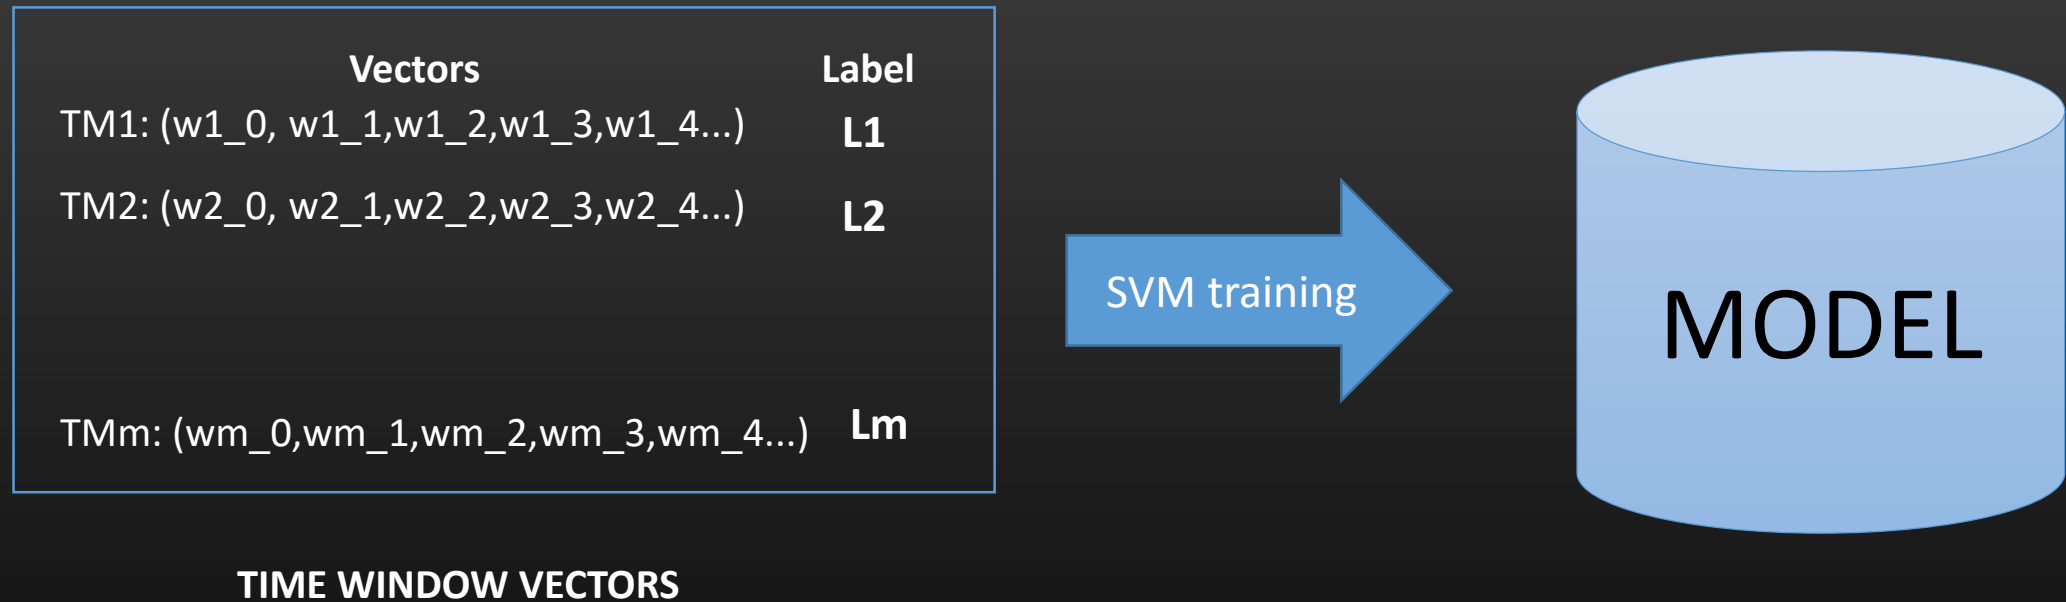 Vectors Label
TM1: (w1_0, w1_1,w1_2,w1_3,w1_4...) L1
TM2: (w2_0, w2_1,w2_2,w2_3,w2_4...) L2
TMm: (wm_0,wm_1,wm_2,wm_3,wm_4...) Lm
TIME WINDOW VECTORS
SVM training
MODEL